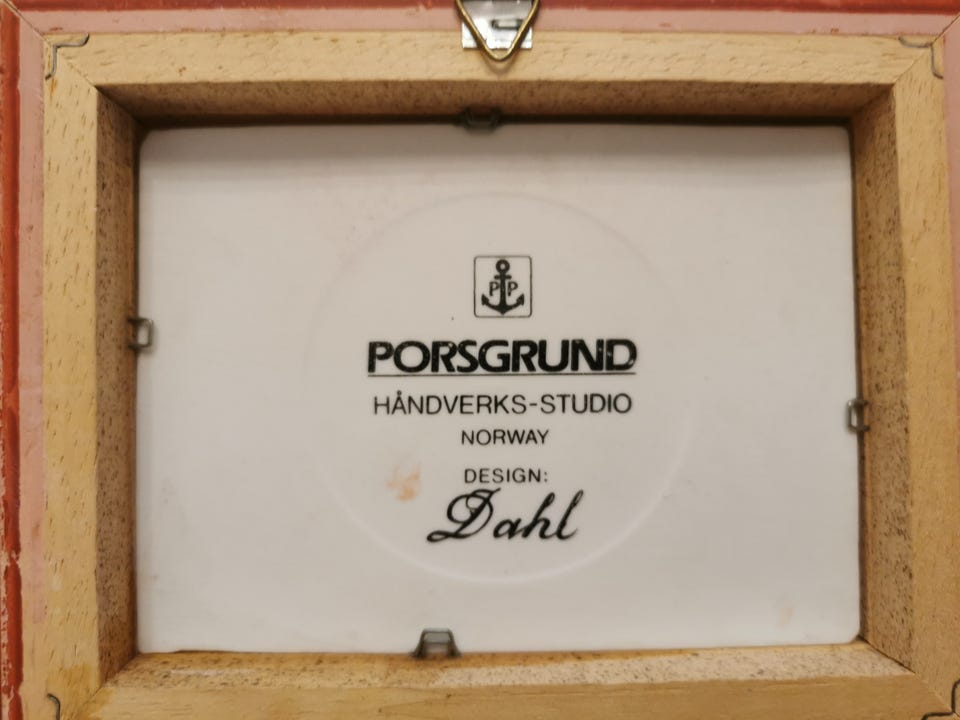 PP
PORSGRUND
HÅNDVERKS-STUDIO
NORWAY
DESIGN:
Dahl